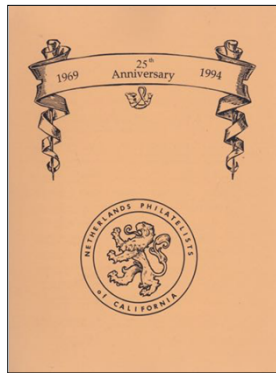 1969 25th Anniversary 1994
NETHERLANDS PHILATELISTS
of CALIFORNIA